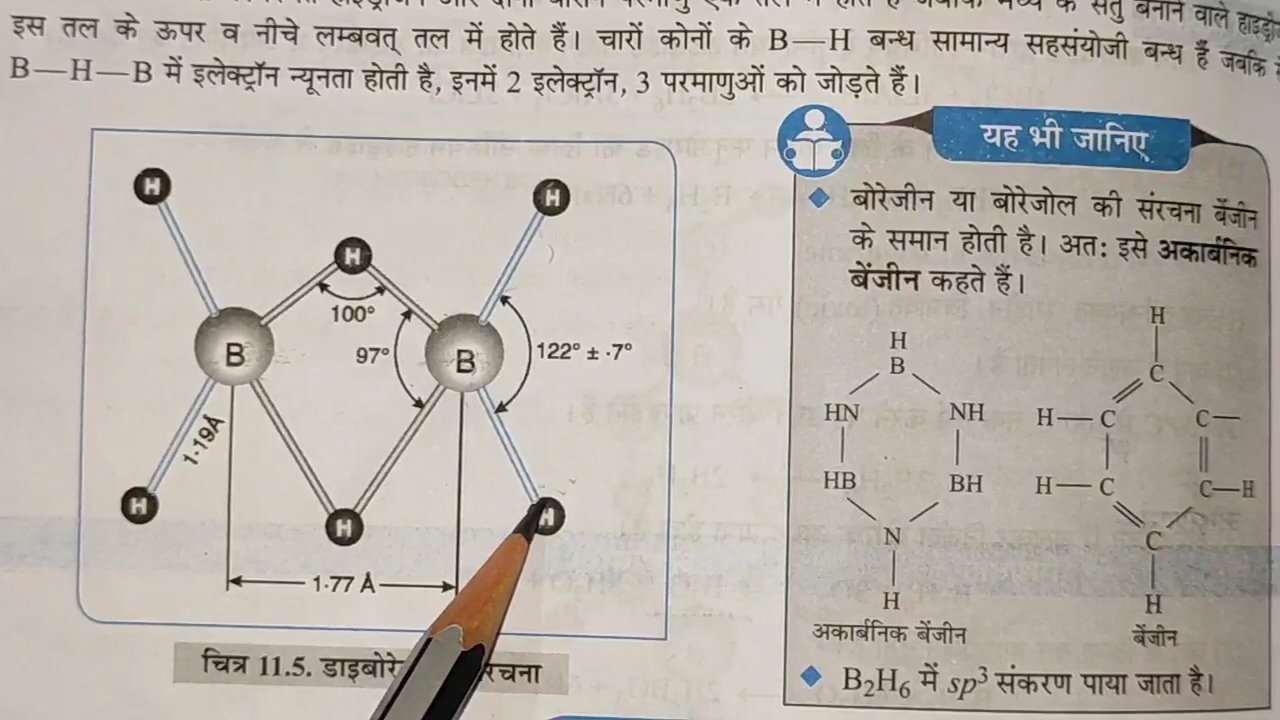 इस तल के ऊपर व नीचे लम्बवत् तल में होते हैं। चारों कोनों के B—H बन्ध सामान्य सहसंयोजी बन्ध हैं जबकि
B—H—B में इलेक्ट्रॉन न्यूनता होती है, इनमें 2 इलेक्ट्रॉन, 3 परमाणुओं को जोड़ते हैं।
H
H
H
100°
B
97°
B
122° ± ·7°
1·19Å
H
H
H
1·77 Å
चित्र 11.5. डाइबोरे रचना
यह भी जानिए
बोरेजीन या बोरेजोल की संरचना बेंजीन
के समान होती है। अतः इसे अकार्बनिक
बेंजीन कहते हैं।
H
B
HN NH
HB BH
N
H
अकार्बनिक बेंजीन
H
C
H—C C—
H—C C—H
C
H
बेंजीन
B₂H₆ में sp³ संकरण पाया जाता है।